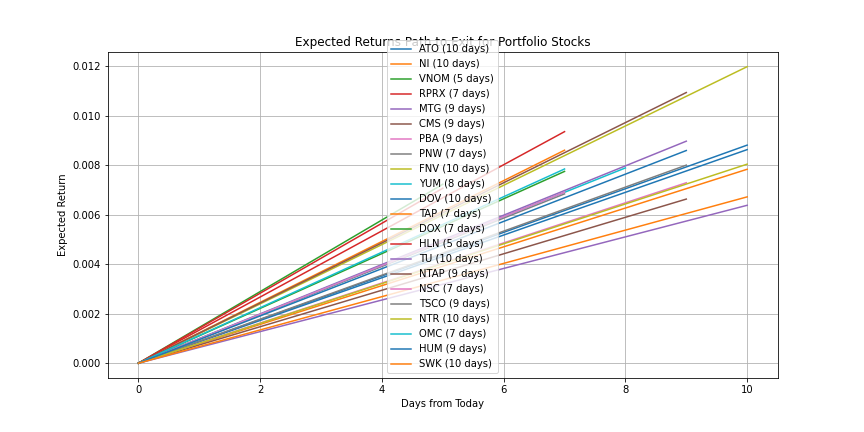 Expected Returns Path to Exit for Portfolio Stocks
ATO (10 days)
NI (10 days)
VNOM (5 days)
RPRX (7 days)
MTG (9 days)
CMS (9 days)
PBA (9 days)
PNW (7 days)
FNV (10 days)
YUM (8 days)
DOV (10 days)
TAP (7 days)
DOX (7 days)
HLN (5 days)
TU (10 days)
NTAP (9 days)
NSC (7 days)
TSCO (9 days)
NTR (10 days)
OMC (7 days)
HUM (9 days)
SWK (10 days)
Expected Return
0.012
0.010
0.008
0.006
0.004
0.002
0.000
0 2 4 6 8 10
Days from Today